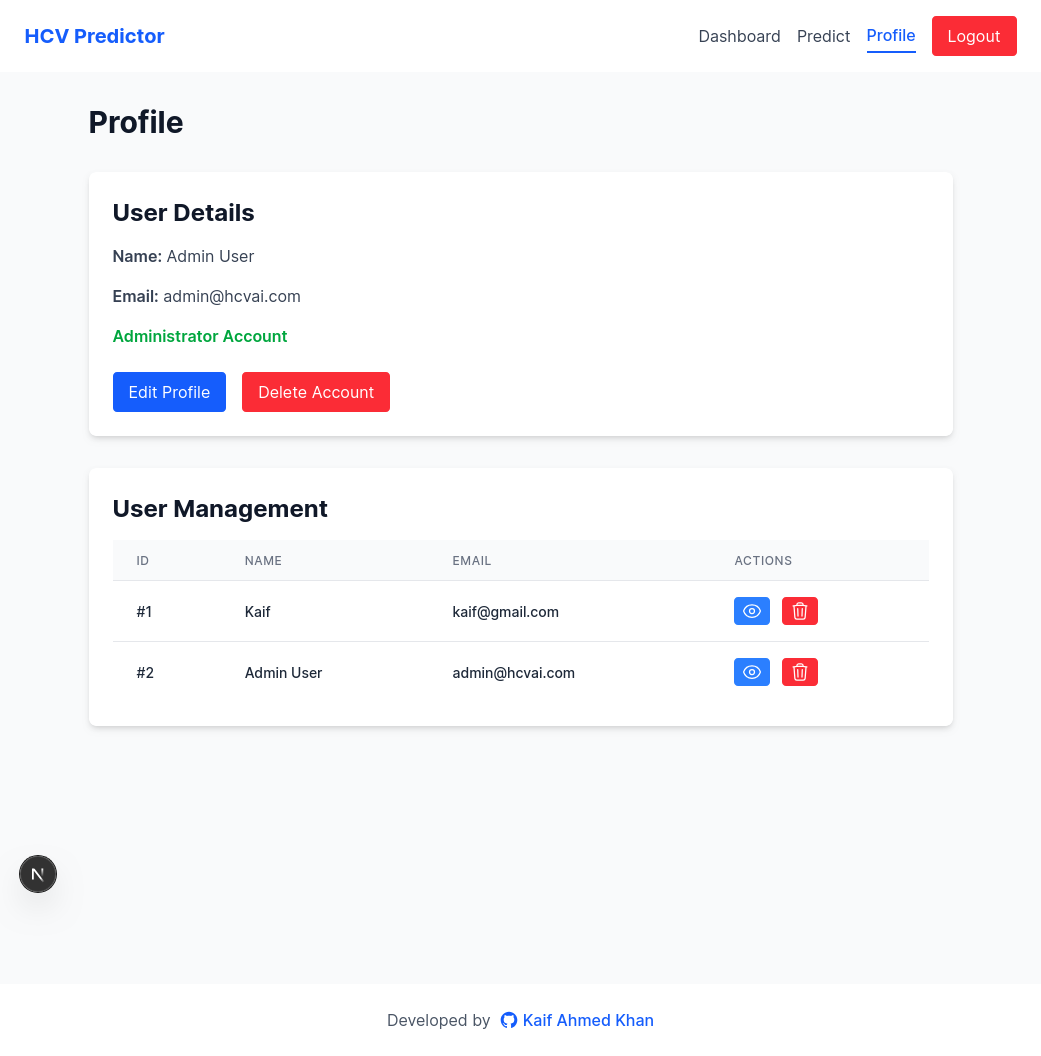 HCV Predictor Dashboard Predict Profile Logout
Profile
User Details
Name: Admin User
Email: admin@hcvai.com
Administrator Account
Edit Profile Delete Account
User Management
ID NAME EMAIL ACTIONS
#1 Kaif kaif@gmail.com
#2 Admin User admin@hcvai.com
N
Developed by Kaif Ahmed Khan